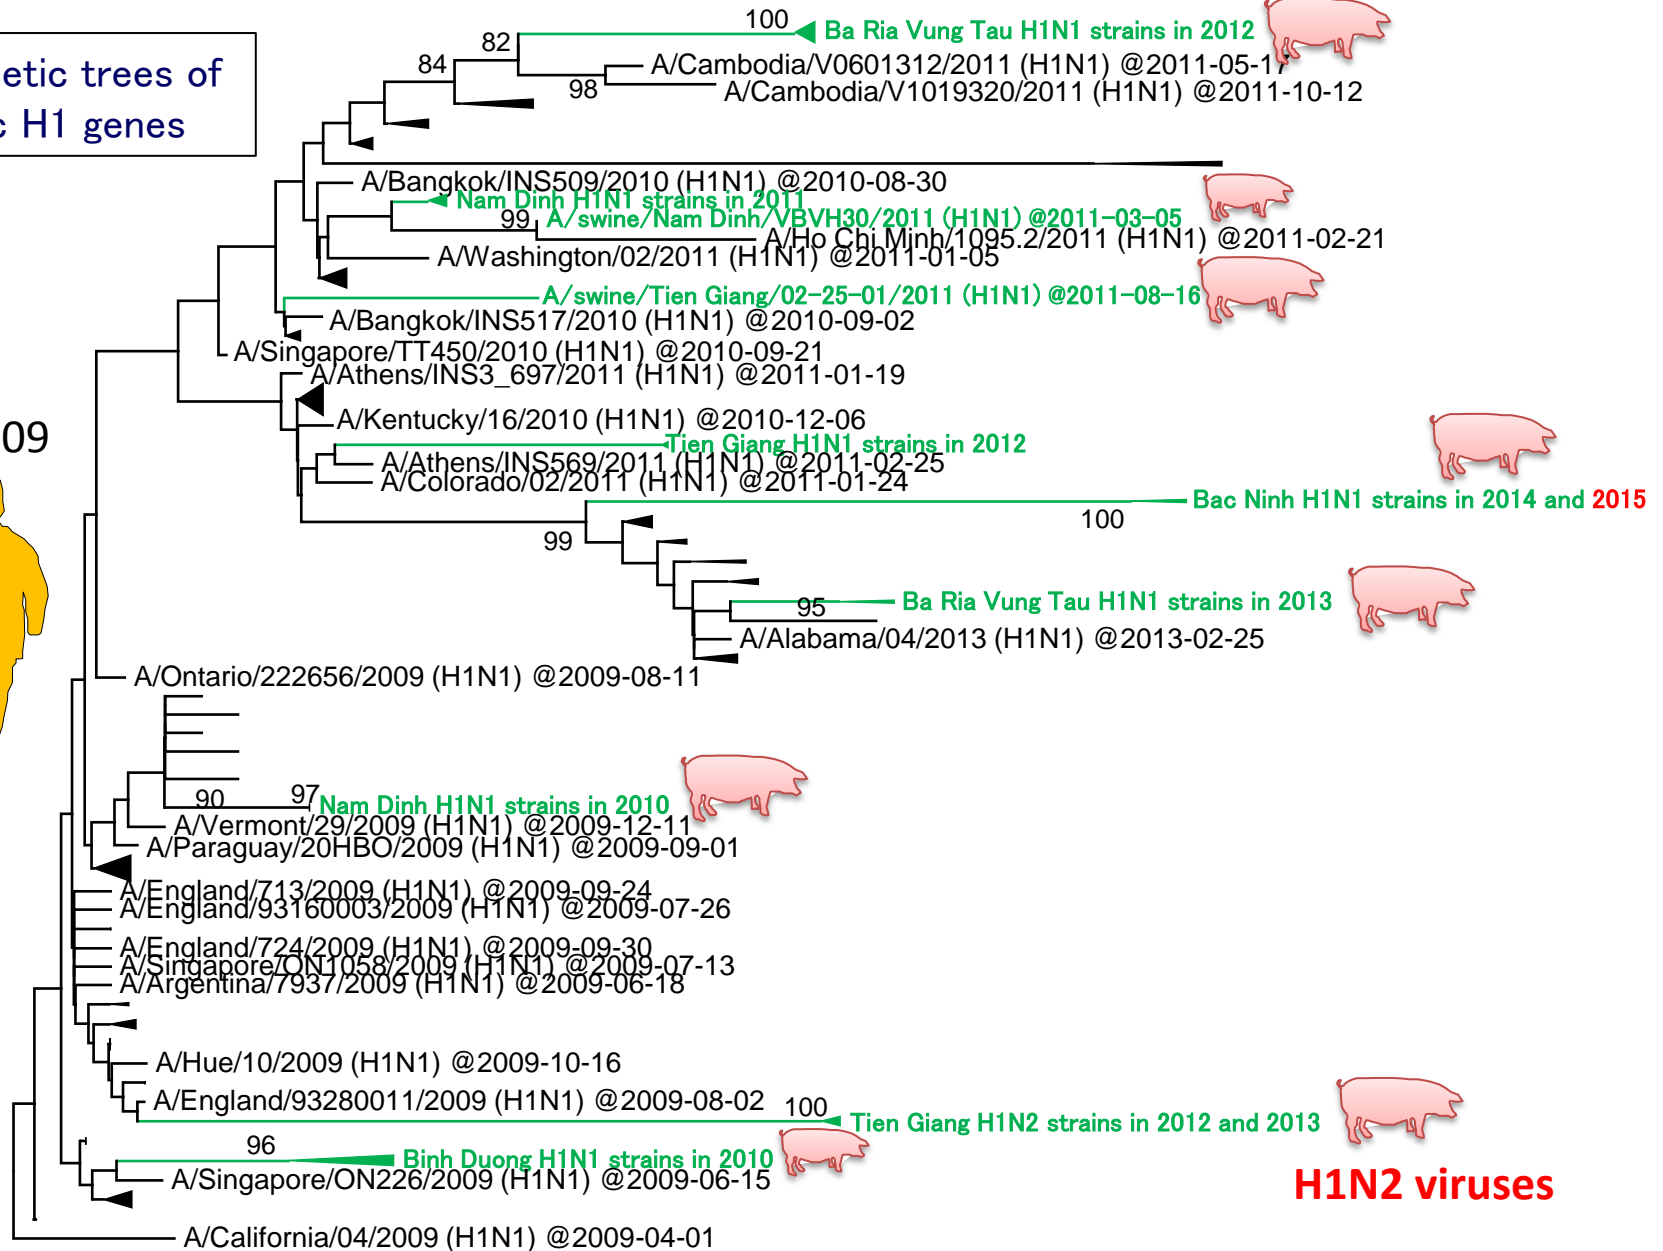 100
Ba Ria Vung Tau H1N1 strains in 2012
82
84
A/Cambodia/V0601312/2011 (H1N1) @2011-05-17
98
A/Cambodia/V1019320/2011 (H1N1) @2011-10-12
etic trees of
c H1 genes
A/Bangkok/INS509/2010 (H1N1) @2010-08-30
Nam Dinh H1N1 strains in 2011
99
A/swine/Nam Dinh/VBVH30/2011 (H1N1) @2011-03-05
A/Ho Chi Minh/1095.2/2011 (H1N1) @2011-02-21
A/Washington/02/2011 (H1N1) @2011-01-05
A/swine/Tien Giang/02-25-01/2011 (H1N1) @2011-08-16
A/Bangkok/INS517/2010 (H1N1) @2010-09-02
A/Singapore/TT450/2010 (H1N1) @2010-09-21
A/Athens/INS3_697/2011 (H1N1) @2011-01-19
A/Kentucky/16/2010 (H1N1) @2010-12-06
09
Tien Giang H1N1 strains in 2012
A/Athens/INS569/2011 (H1N1) @2011-02-25
A/Colorado/02/2011 (H1N1) @2011-01-24
Bac Ninh H1N1 strains in 2014 and 2015
100
99
95
Ba Ria Vung Tau H1N1 strains in 2013
A/Alabama/04/2013 (H1N1) @2013-02-25
A/Ontario/222656/2009 (H1N1) @2009-08-11
90
97
Nam Dinh H1N1 strains in 2010
A/Vermont/29/2009 (H1N1) @2009-12-11
A/Paraguay/20HBO/2009 (H1N1) @2009-09-01
A/England/713/2009 (H1N1) @2009-09-24
A/England/93160003/2009 (H1N1) @2009-07-26
A/England/724/2009 (H1N1) @2009-09-30
A/Singapore/ON1058/2009 (H1N1) @2009-07-13
A/Argentina/7937/2009 (H1N1) @2009-06-18
A/Hue/10/2009 (H1N1) @2009-10-16
A/England/93280011/2009 (H1N1) @2009-08-02
100
Tien Giang H1N2 strains in 2012 and 2013
96
Binh Duong H1N1 strains in 2010
A/Singapore/ON226/2009 (H1N1) @2009-06-15
H1N2 viruses
A/California/04/2009 (H1N1) @2009-04-01